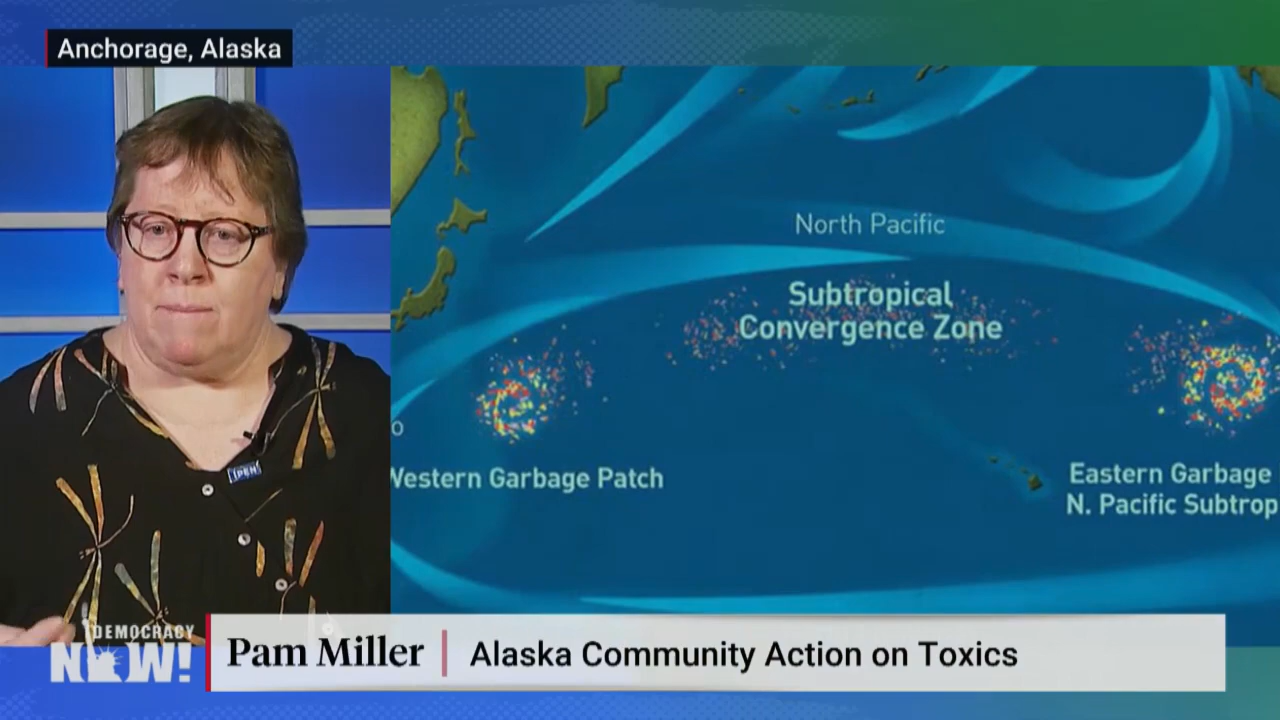 Anchorage, Alaska
North Pacific
Subtropical
Convergence Zone
o
Western Garbage Patch
Eastern Garbage
N. Pacific Subtrop
IPEN
DEMOCRACY
NOW!
Pam Miller
Alaska Community Action on Toxics